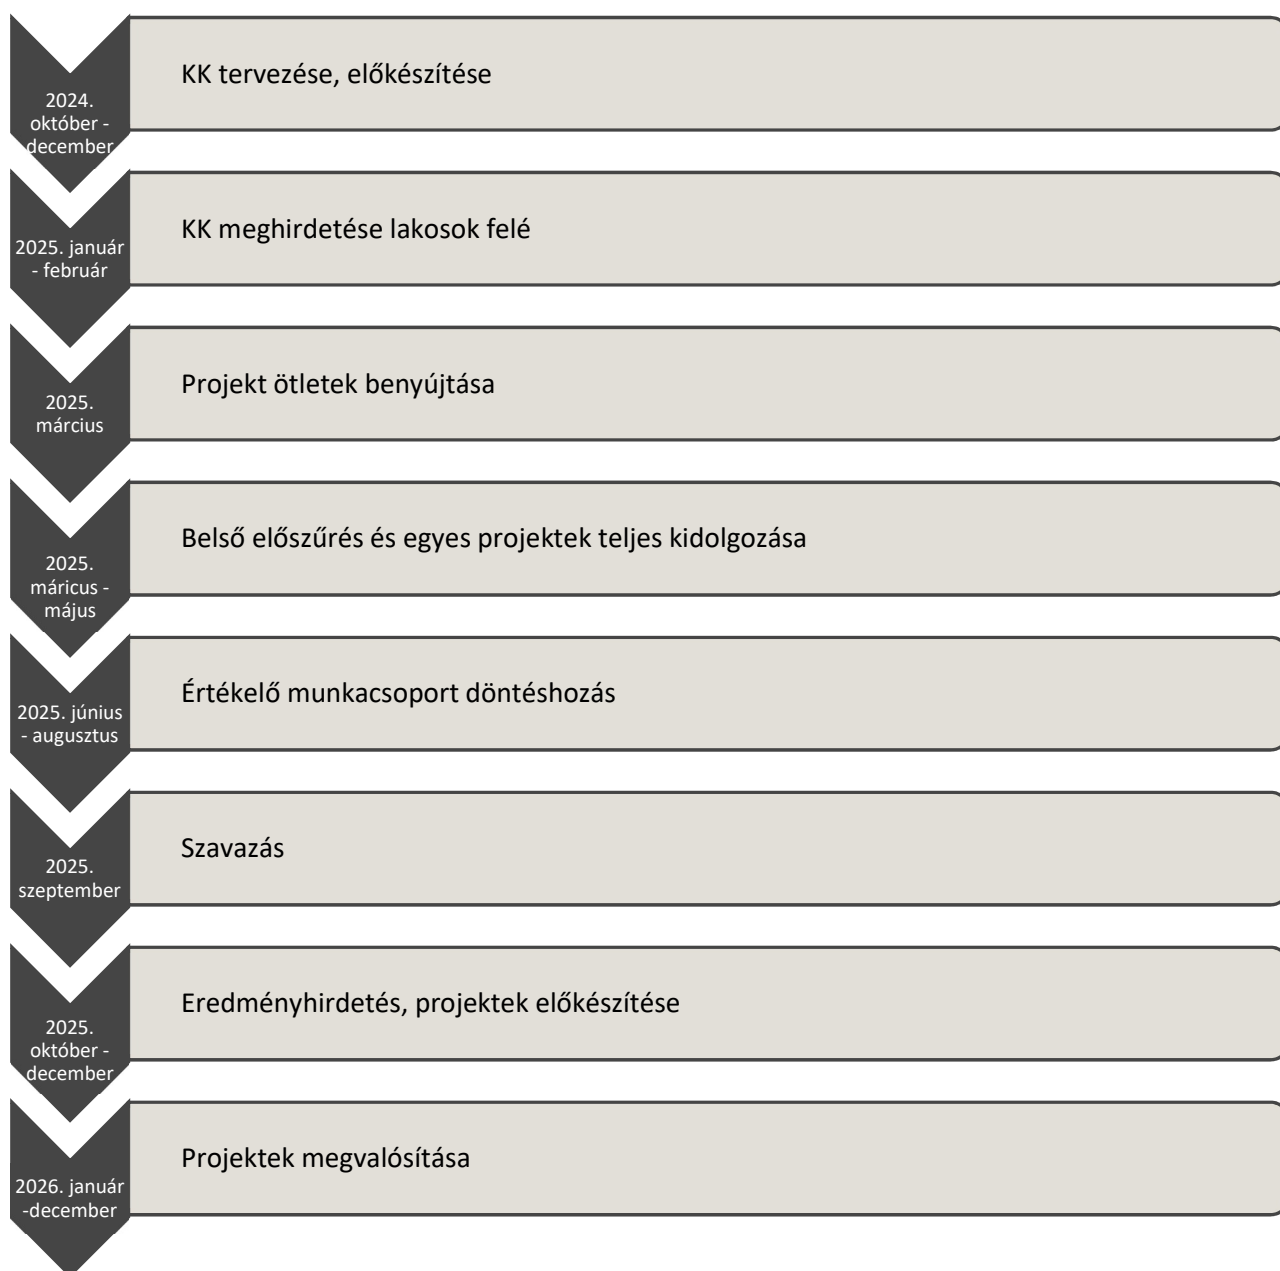 2024.
október -
december
KK tervezése, előkészítése
2025. január
- február
KK meghirdetése lakosok felé
2025.
március
Projekt ötletek benyújtása
2025.
máricus -
május
Belső előszűrés és egyes projektek teljes kidolgozása
2025. június
- augusztus
Értékelő munkacsoport döntéshozás
2025.
szeptember
Szavazás
2025.
október -
december
Eredményhirdetés, projektek előkészítése
2026. január
-december
Projektek megvalósítása